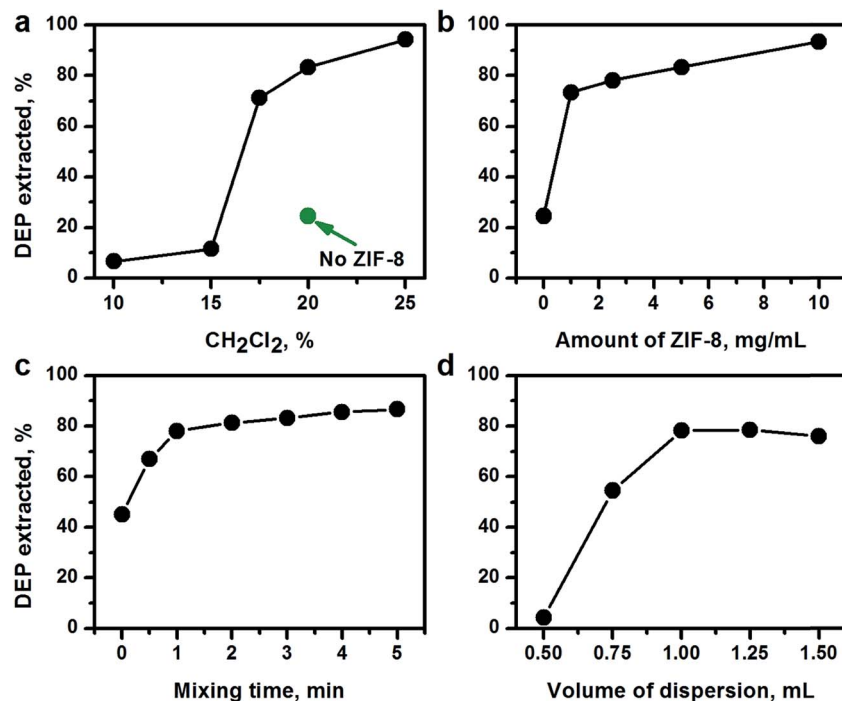 a
100
80
60
40
20
0
DEP extracted, %
No ZIF-8
10 15 20 25
CH2Cl2, %
b
100
80
60
40
20
0
0 2 4 6 8 10
Amount of ZIF-8, mg/mL
c
100
80
60
40
20
0
DEP extracted, %
0 1 2 3 4 5
Mixing time, min
d
100
80
60
40
20
0
0.50 0.75 1.00 1.25 1.50
Volume of dispersion, mL